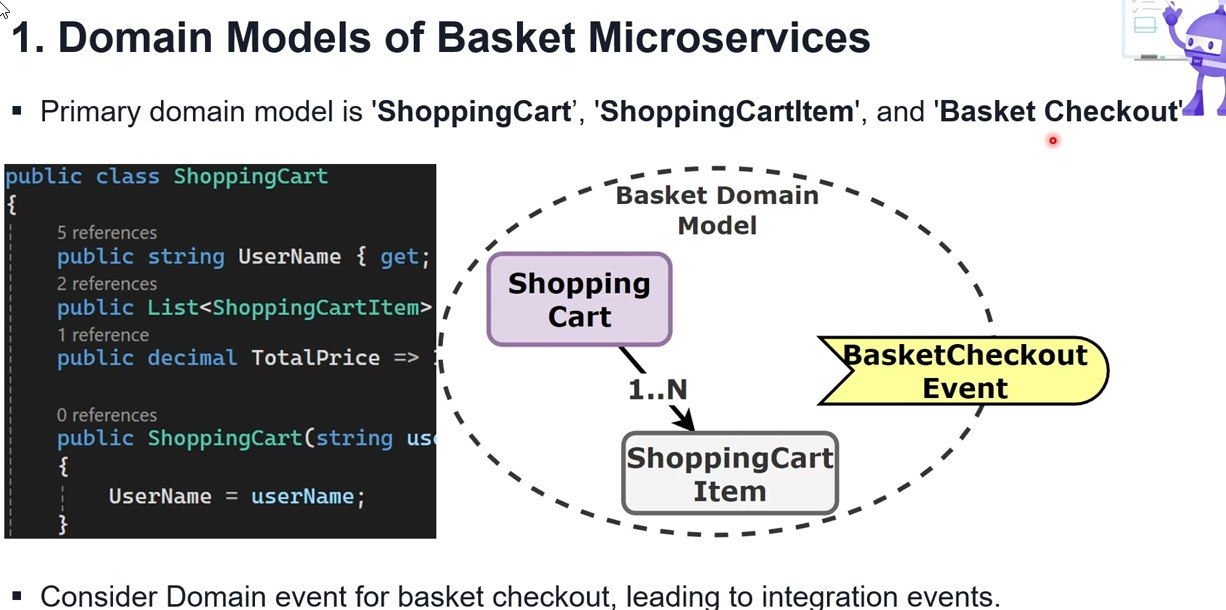 1. Domain Models of Basket Microservices
▪ Primary domain model is 'ShoppingCart’, 'ShoppingCartItem', and 'Basket Checkout'
public class ShoppingCart
{
5 references
public string UserName { get;
2 references
public List<ShoppingCartItem>
1 reference
public decimal TotalPrice =>
0 references
public ShoppingCart(string use
{
UserName = userName;
}
Basket Domain
Model
Shopping
Cart
1..N
ShoppingCart
Item
BasketCheckout
Event
▪ Consider Domain event for basket checkout, leading to integration events.